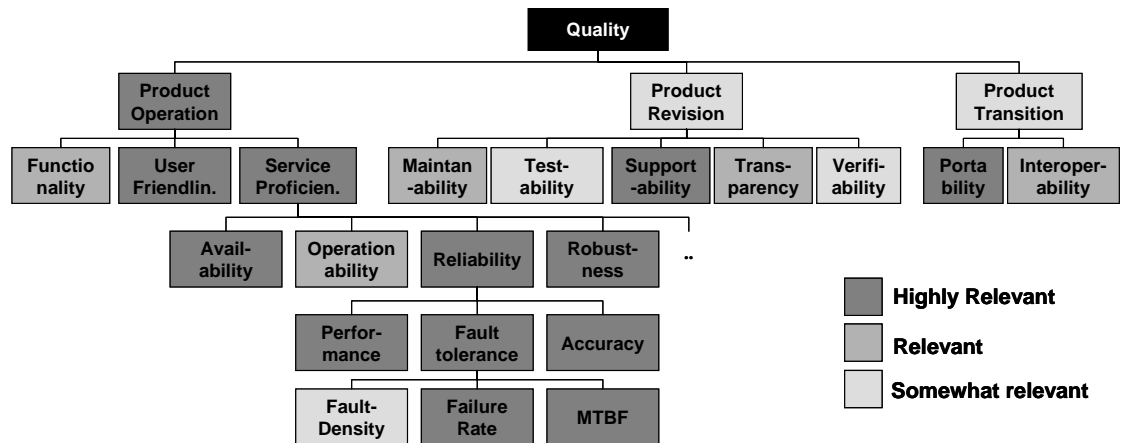 Quality
Product
Operation
Product
Revision
Product
Transition
Functio
nality
User
Friendlin.
Service
Proficien.
Maintan
-ability
Test-
ability
Support
-ability
Trans-
parency
Verifi-
ability
Porta
bility
Interoper-
ability
Avail-
ability
Operation
ability
Reliability
Robust-
ness
..
Perfor-
mance
Fault
tolerance
Accuracy
Fault-
Density
Failure
Rate
MTBF
Highly Relevant
Relevant
Somewhat relevant